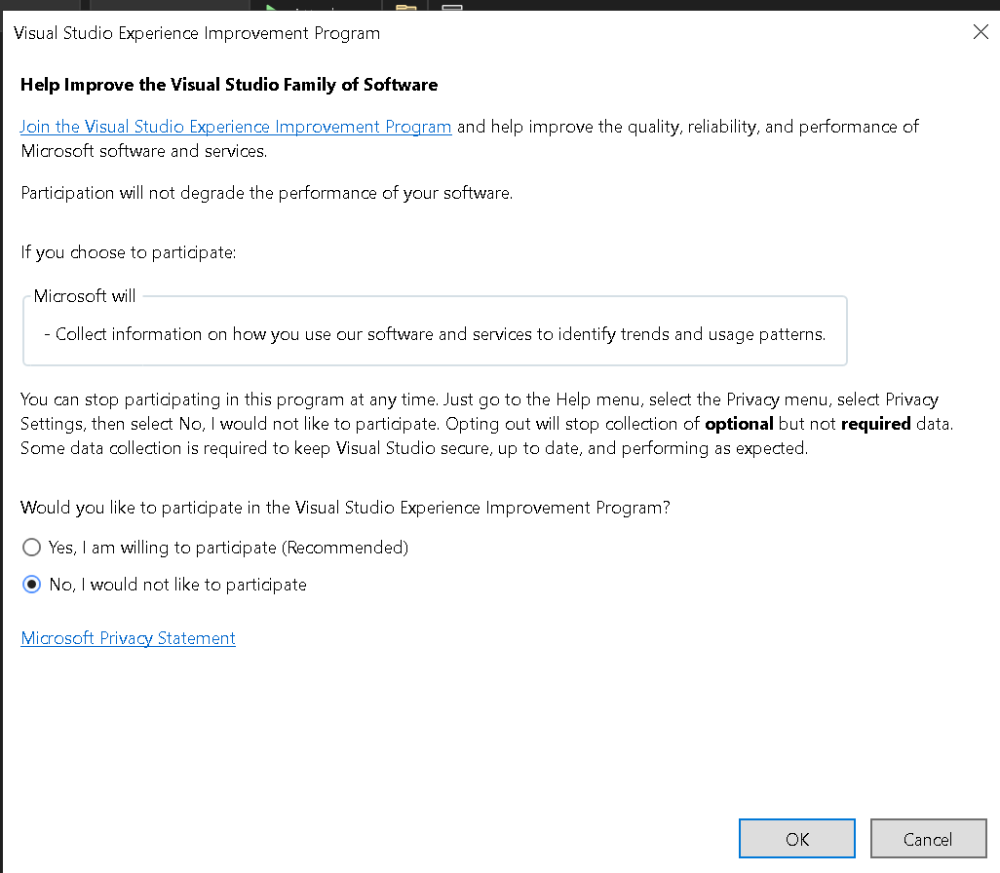 Visual Studio Experience Improvement Program
Help Improve the Visual Studio Family of Software
Join the Visual Studio Experience Improvement Program and help improve the quality, reliability, and performance of
Microsoft software and services.
Participation will not degrade the performance of your software.
If you choose to participate:
Microsoft will
- Collect information on how you use our software and services to identify trends and usage patterns.
You can stop participating in this program at any time. Just go to the Help menu, select the Privacy menu, select Privacy
Settings, then select No, I would not like to participate. Opting out will stop collection of optional but not required data.
Some data collection is required to keep Visual Studio secure, up to date, and performing as expected.
Would you like to participate in the Visual Studio Experience Improvement Program?
Yes, I am willing to participate (Recommended)
No, I would not like to participate
Microsoft Privacy Statement
OK
Cancel